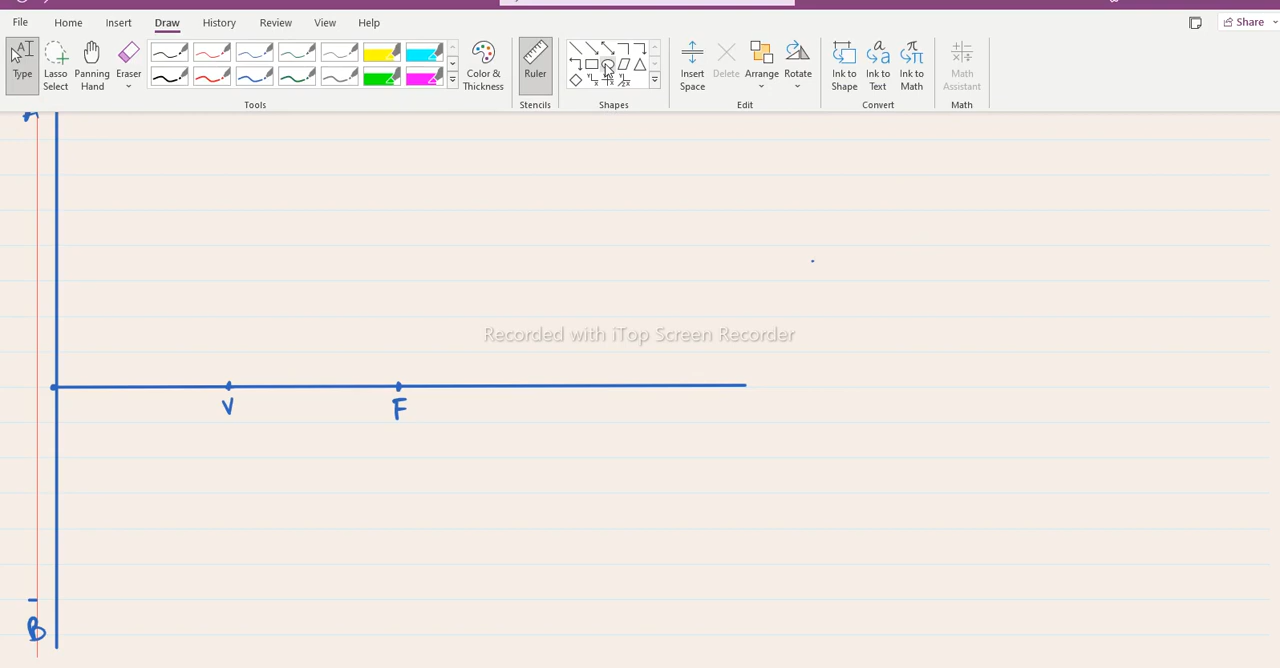 File Home Insert Draw History Review View Help Share
Type Lasso Select Panning Hand Eraser Color & Thickness Ruler Insert Space Delete Arrange Rotate Ink to Shape Ink to Text Ink to Math Math Assistant
Tools Stencils Shapes Edit Convert Math
A
Recorded with iTop Screen Recorder
V F
B